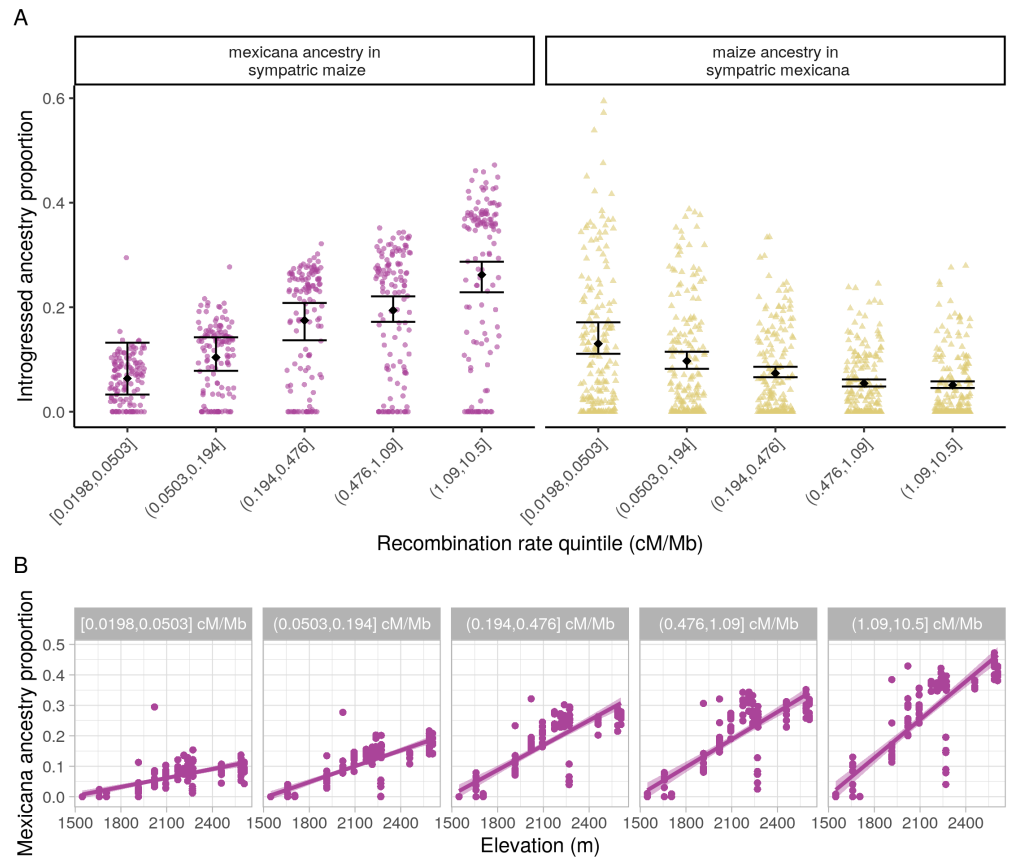 A
mexicana ancestry in
sympatric maize
maize ancestry in
sympatric mexicana
Introgressed ancestry proportion
0.6
0.4
0.2
0.0
[0.0198,0.0503]
(0.0503,0.194]
(0.194,0.476]
(0.476,1.09]
(1.09,10.5]
[0.0198,0.0503]
(0.0503,0.194]
(0.194,0.476]
(0.476,1.09]
(1.09,10.5]
Recombination rate quintile (cM/Mb)
B
Mexicana ancestry proportion
[0.0198,0.0503] cM/Mb
(0.0503,0.194] cM/Mb
(0.194,0.476] cM/Mb
(0.476,1.09] cM/Mb
(1.09,10.5] cM/Mb
0.5
0.4
0.3
0.2
0.1
0.0
1500 1800 2100 2400
1500 1800 2100 2400
1500 1800 2100 2400
1500 1800 2100 2400
1500 1800 2100 2400
Elevation (m)